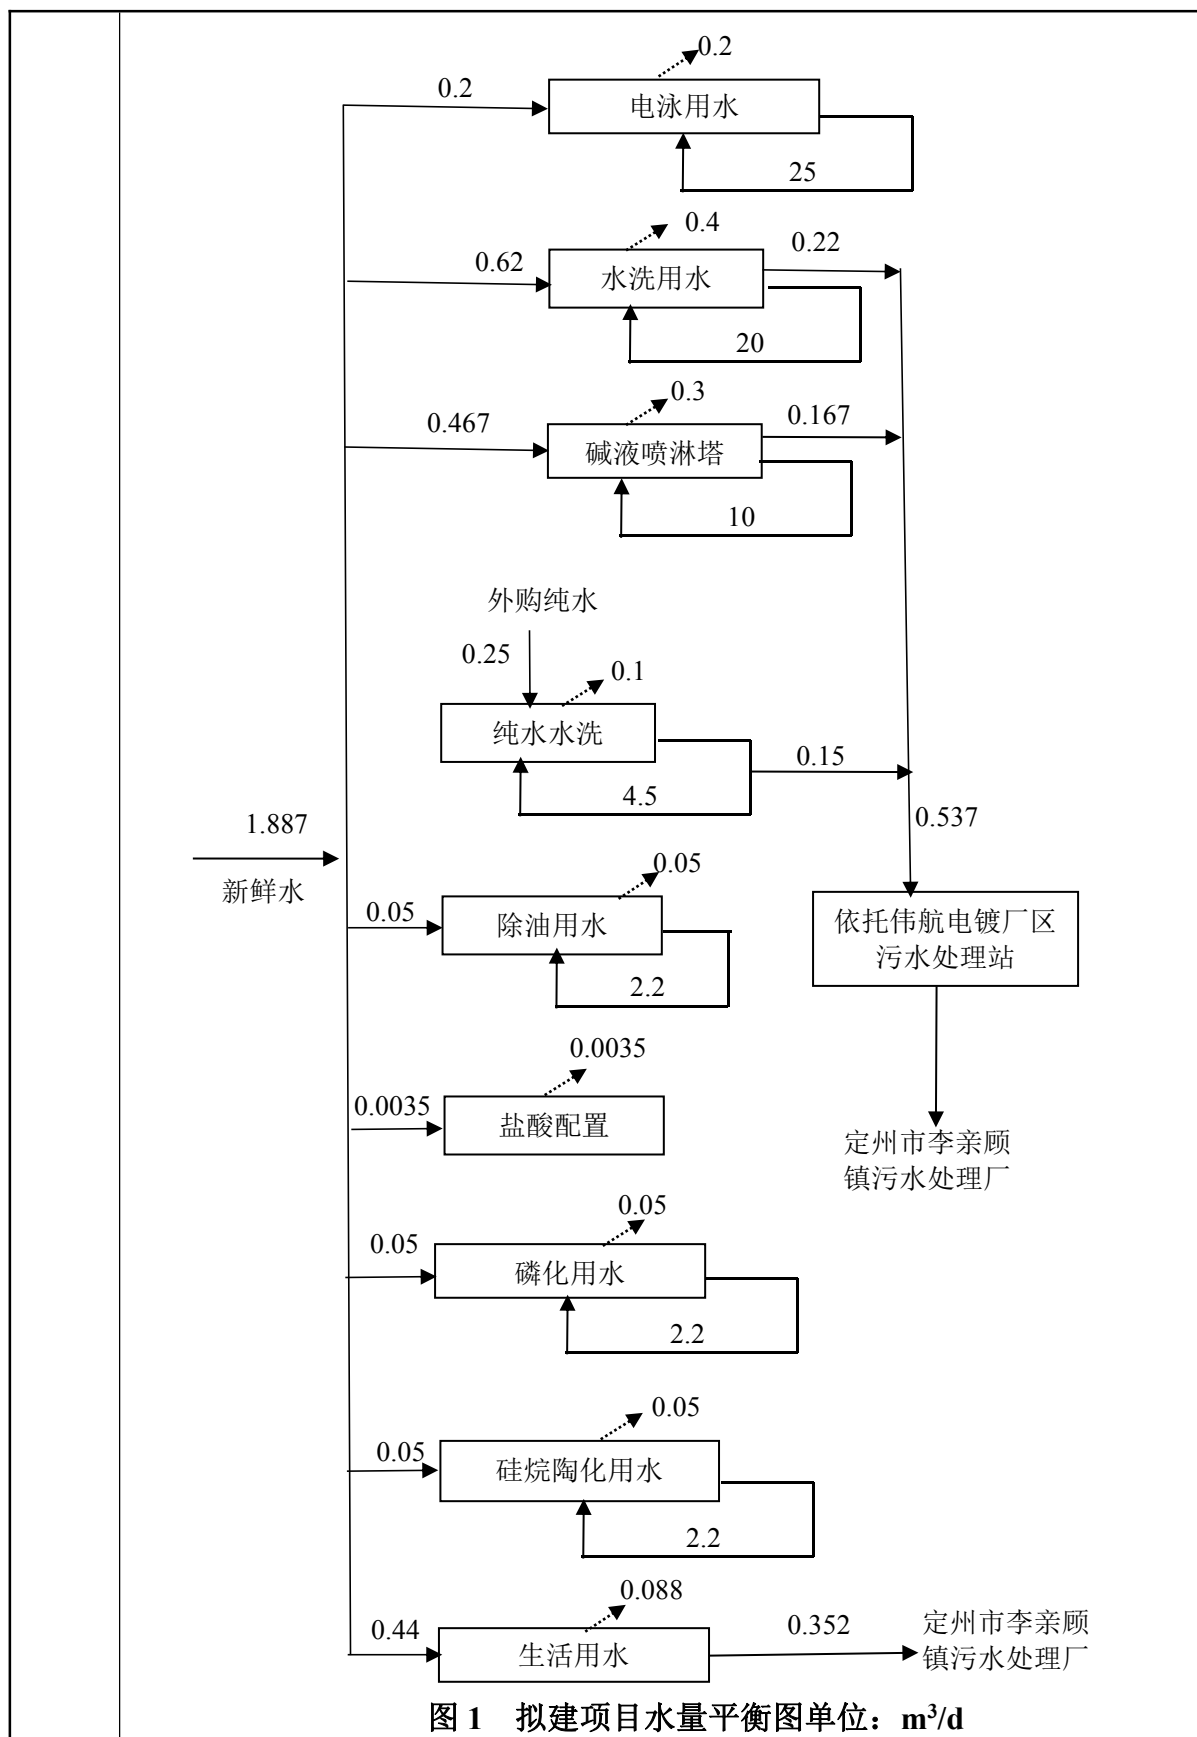 0.2
0.2
电泳用水
25
0.4
0.22
0.62
水洗用水
20
0.3
0.167
0.467
碱液喷淋塔
10
外购纯水
0.25
0.1
纯水水洗
0.15
4.5
0.537
1.887
新鲜水
0.05
0.05
除油用水
2.2
依托伟航电镀厂区
污水处理站
0.0035
0.0035
盐酸配置
定州市李亲顾
镇污水处理厂
0.05
0.05
磷化用水
2.2
0.05
0.05
硅烷陶化用水
2.2
0.088
0.44
生活用水
0.352
定州市李亲顾
镇污水处理厂
图 1 拟建项目水量平衡图单位：m³/d